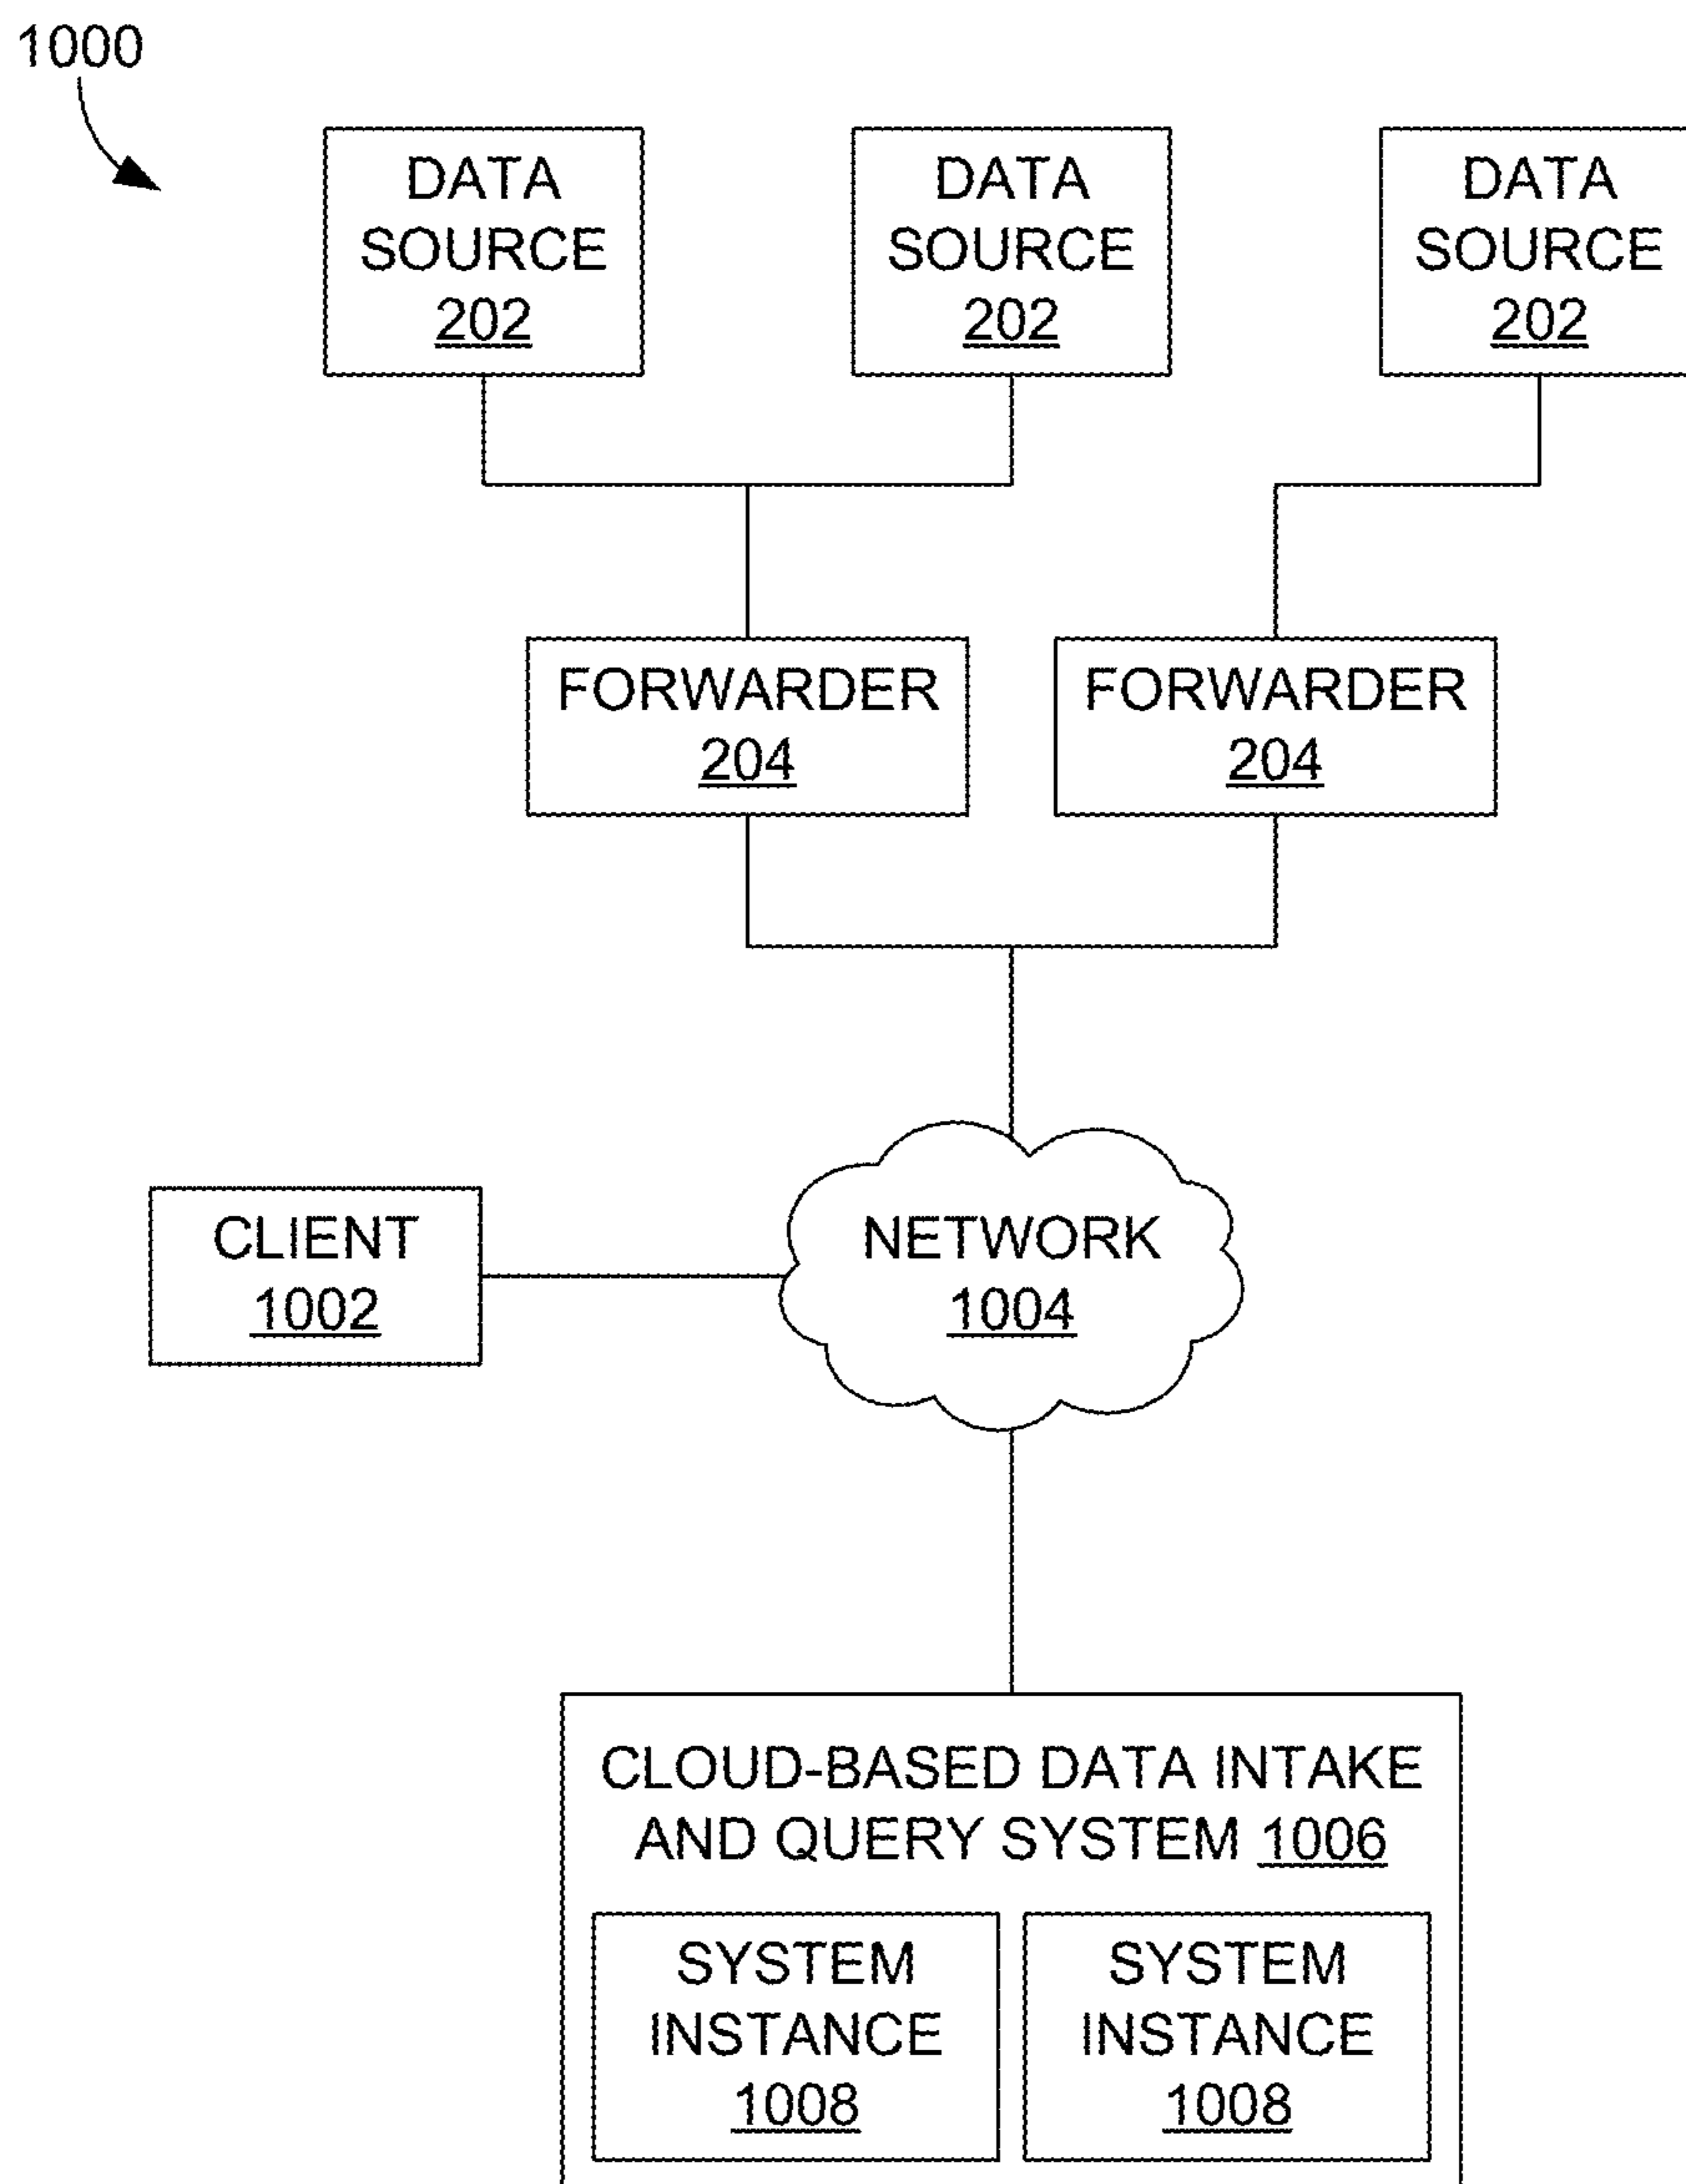 1000
DATA
SOURCE
202
DATA
SOURCE
202
DATA
SOURCE
202
FORWARDER
204
FORWARDER
204
CLIENT
1002
NETWORK
1004
CLOUD-BASED DATA INTAKE
AND QUERY SYSTEM 1006
SYSTEM
INSTANCE
1008
SYSTEM
INSTANCE
1008